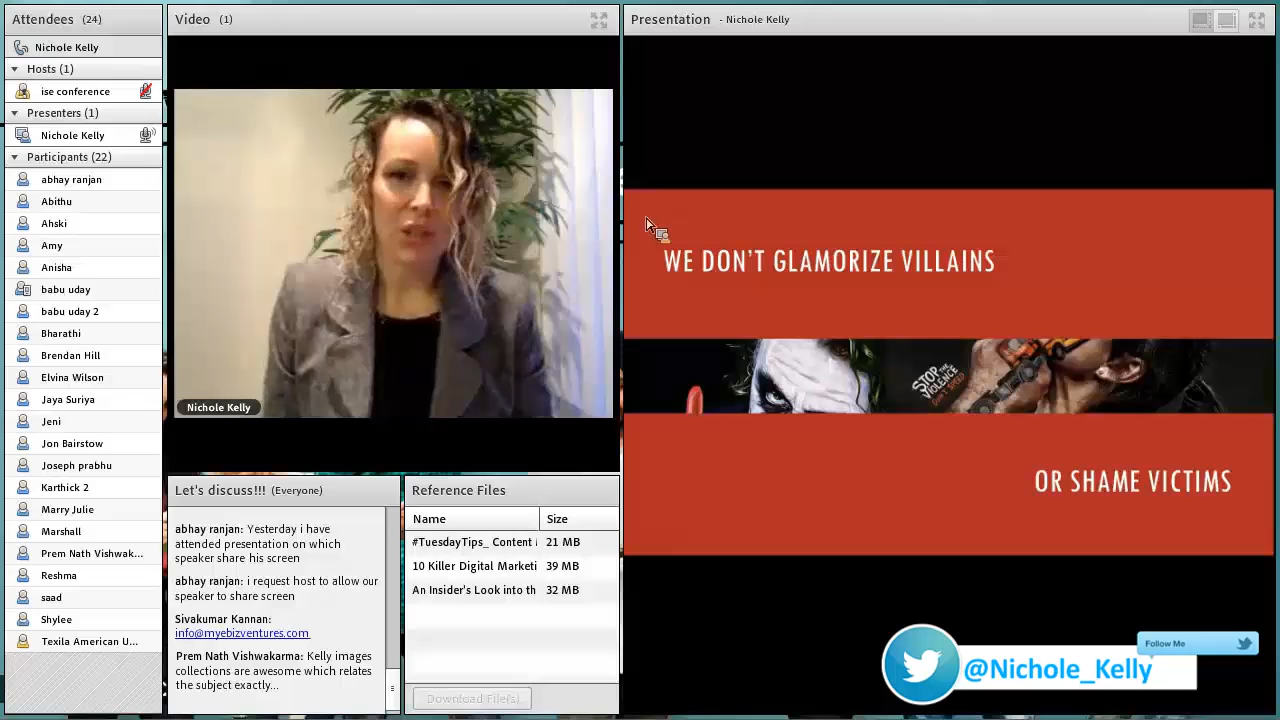 Attendees (24)
Nichole Kelly
Hosts (1)
ise conference
Presenters (1)
Nichole Kelly
Participants (22)
abhay ranjan
Abithu
Ahski
Amy
Anisha
babu uday
babu uday 2
Bharathi
Brendan Hill
Elvina Wilson
Jaya Suriya
Jeni
Jon Bairstow
Joseph prabhu
Karthick 2
Marry Julie
Marshall
Prem Nath Vishwak...
Reshma
saad
Shylee
Texila American U...
Video (1)
Nichole Kelly
Let's discuss!!! (Everyone)
abhay ranjan: Yesterday i have
attended presentation on which
speaker share his screen
abhay ranjan: i request host to allow our
speaker to share screen
Sivakumar Kannan:
info@myebizventures.com
Prem Nath Vishwakarma: Kelly images
collections are awesome which relates
the subject exactly...
Reference Files
Name Size
#TuesdayTips_ Content 21 MB
10 Killer Digital Marketi 39 MB
An Insider's Look into th 32 MB
Download File(s)
Presentation - Nichole Kelly
WE DON'T GLAMORIZE VILLAINS
STOP THE
VIOLENCE
OR SHAME VICTIMS
Follow Me
@Nichole_Kelly